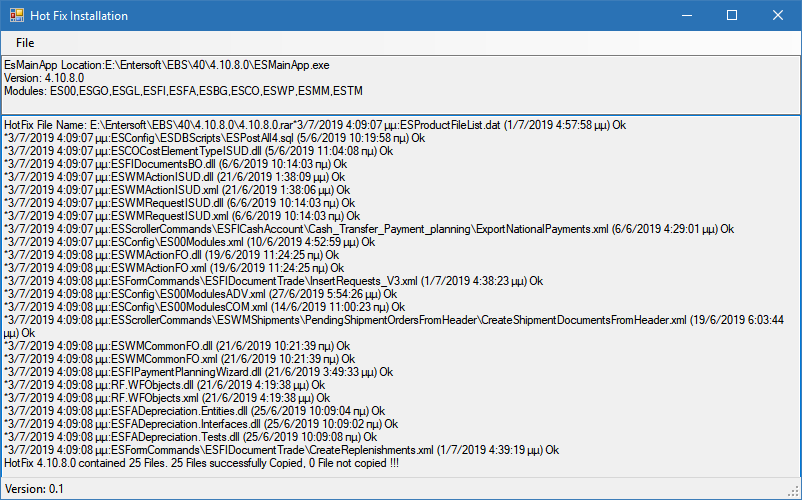 Hot Fix Installation
File
EsMainApp Location:E:\Entersoft\EBS\40\4.10.8.0\ESMainApp.exe
Version: 4.10.8.0
Modules: ES00,ESGO,ESGL,ESFI,ESFA,ESBG,ESCO,ESWP,ESMM,ESTM
HotFix File Name: E:\Entersoft\EBS\40\4.10.8.0\4.10.8.0.rar*3/7/2019 4:09:07 μμ:ESProductFileList.dat (1/7/2019 4:57:58 μμ) Ok
*3/7/2019 4:09:07 μμ:ESConfig\ESDBScripts\ESPostAll4.sql (5/6/2019 10:19:58 πμ) Ok
*3/7/2019 4:09:07 μμ:ESCOCostElementTypeISUD.dll (5/6/2019 11:04:08 πμ) Ok
*3/7/2019 4:09:07 μμ:ESFIDocumentsBO.dll (6/6/2019 10:14:03 πμ) Ok
*3/7/2019 4:09:07 μμ:ESWMActionISUD.dll (21/6/2019 1:38:09 μμ) Ok
*3/7/2019 4:09:07 μμ:ESWMActionISUD.xml (21/6/2019 1:38:06 μμ) Ok
*3/7/2019 4:09:07 μμ:ESWMRequestISUD.dll (6/6/2019 10:14:03 πμ) Ok
*3/7/2019 4:09:07 μμ:ESWMRequestISUD.xml (6/6/2019 10:14:03 πμ) Ok
*3/7/2019 4:09:07 μμ:ESScrollerCommands\ESFICashAccount\Cash_Transfer_Payment_planning\ExportNationalPayments.xml (6/6/2019 4:29:01 μμ) Ok
*3/7/2019 4:09:07 μμ:ESConfig\ES00Modules.xml (10/6/2019 4:52:59 μμ) Ok
*3/7/2019 4:09:08 μμ:ESWMActionFO.dll (19/6/2019 11:24:25 πμ) Ok
*3/7/2019 4:09:08 μμ:ESWMActionFO.xml (19/6/2019 11:24:25 πμ) Ok
*3/7/2019 4:09:08 μμ:ESFormCommands\ESFIDocumentTrade\InsertRequests_V3.xml (1/7/2019 4:38:23 μμ) Ok
*3/7/2019 4:09:08 μμ:ESConfig\ES00ModulesADV.xml (27/6/2019 5:54:26 μμ) Ok
*3/7/2019 4:09:08 μμ:ESConfig\ES00ModulesCOM.xml (14/6/2019 11:00:23 πμ) Ok
*3/7/2019 4:09:08 μμ:ESScrollerCommands\ESWMShipments\PendingShipmentOrdersFromHeader\CreateShipmentDocumentsFromHeader.xml (19/6/2019 6:03:44
μμ) Ok
*3/7/2019 4:09:08 μμ:ESWMCommonFO.dll (21/6/2019 10:21:39 πμ) Ok
*3/7/2019 4:09:08 μμ:ESWMCommonFO.xml (21/6/2019 10:21:39 πμ) Ok
*3/7/2019 4:09:08 μμ:ESFIPaymentPlanningWizard.dll (21/6/2019 3:49:33 μμ) Ok
*3/7/2019 4:09:08 μμ:RF.WFObjects.dll (21/6/2019 4:19:38 μμ) Ok
*3/7/2019 4:09:08 μμ:RF.WFObjects.xml (21/6/2019 4:19:38 μμ) Ok
*3/7/2019 4:09:08 μμ:ESFADepreciation.Entities.dll (25/6/2019 10:09:04 πμ) Ok
*3/7/2019 4:09:08 μμ:ESFADepreciation.Interfaces.dll (25/6/2019 10:09:02 πμ) Ok
*3/7/2019 4:09:08 μμ:ESFADepreciation.Tests.dll (25/6/2019 10:09:08 πμ) Ok
*3/7/2019 4:09:08 μμ:ESFormCommands\ESFIDocumentTrade\CreateReplenishments.xml (1/7/2019 4:39:19 μμ) Ok
HotFix 4.10.8.0 contained 25 Files. 25 Files successfully Copied, 0 File not copied !!!
Version: 0.1